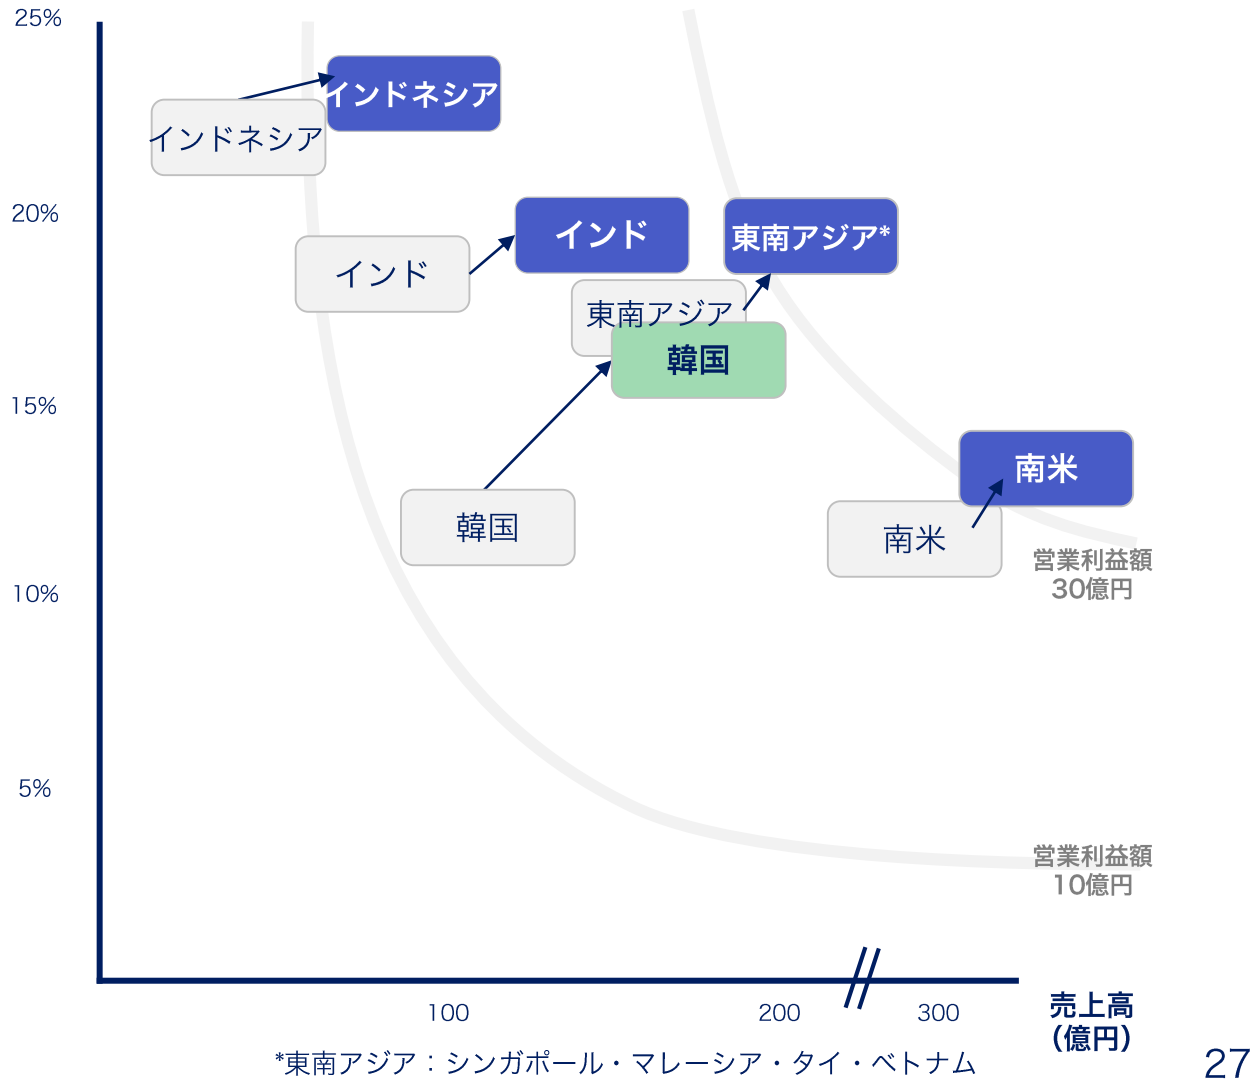 25%
インドネシア
インドネシア
20%
インド
東南アジア*
インド
東南アジア
韓国
15%
南米
韓国
南米
営業利益額
30億円
10%
5%
営業利益額
10億円
100
200
300
売上高
(億円)
*東南アジア：シンガポール・マレーシア・タイ・ベトナム
27